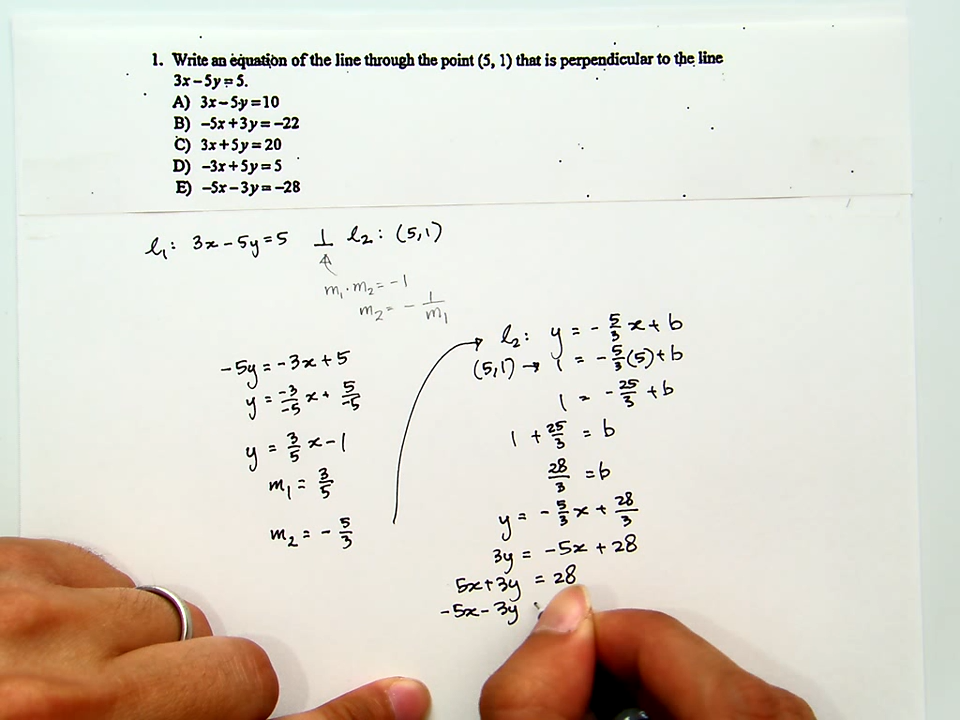 1. Write an equation of the line through the point (5, 1) that is perpendicular to the line
3x – 5y = 5.
A) 3x – 5y = 10
B) –5x + 3y = –22
C) 3x + 5y = 20
D) –3x + 5y = 5
E) –5x – 3y = –28
l₁: 3x - 5y = 5 ⊥ l₂: (5,1)
m₁·m₂ = -1
m₂ = - 1/m₁
-5y = -3x + 5
y = -3/-5 x + 5/-5
y = 3/5 x - 1
m₁ = 3/5
m₂ = - 5/3
l₂: y = - 5/3 x + b
(5,1) → 1 = - 5/3 (5) + b
1 = - 25/3 + b
1 + 25/3 = b
28/3 = b
y = - 5/3 x + 28/3
3y = -5x + 28
5x + 3y = 28
-5x - 3y